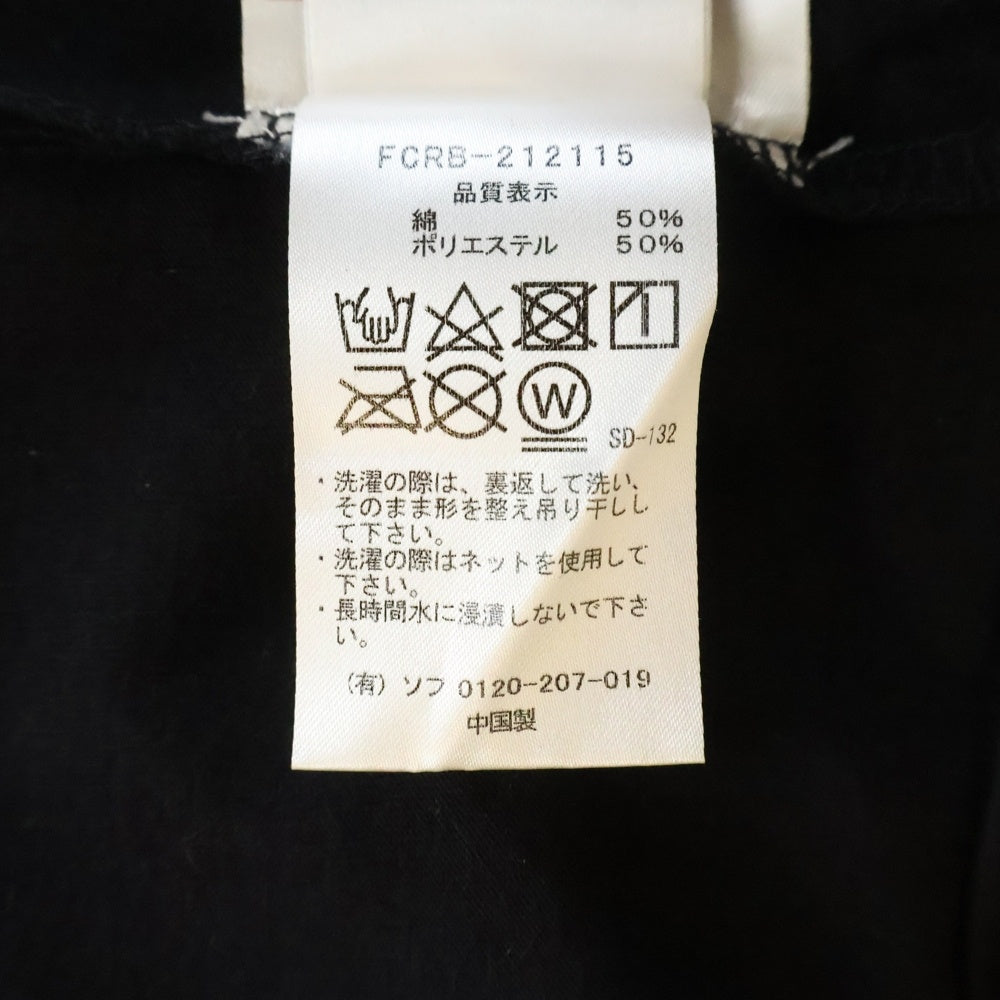 FCRB-212115
品質表示
綿 50%
ポリエステル 50%
W
SD-132
・洗濯の際は、裏返して洗い、
そのまま形を整え吊り干しし
て下さい。
・洗濯の際はネットを使用して
下さい。
・長時間水に浸漬しないで下さ
い。
(有) ソフ 0120-207-019
中国製